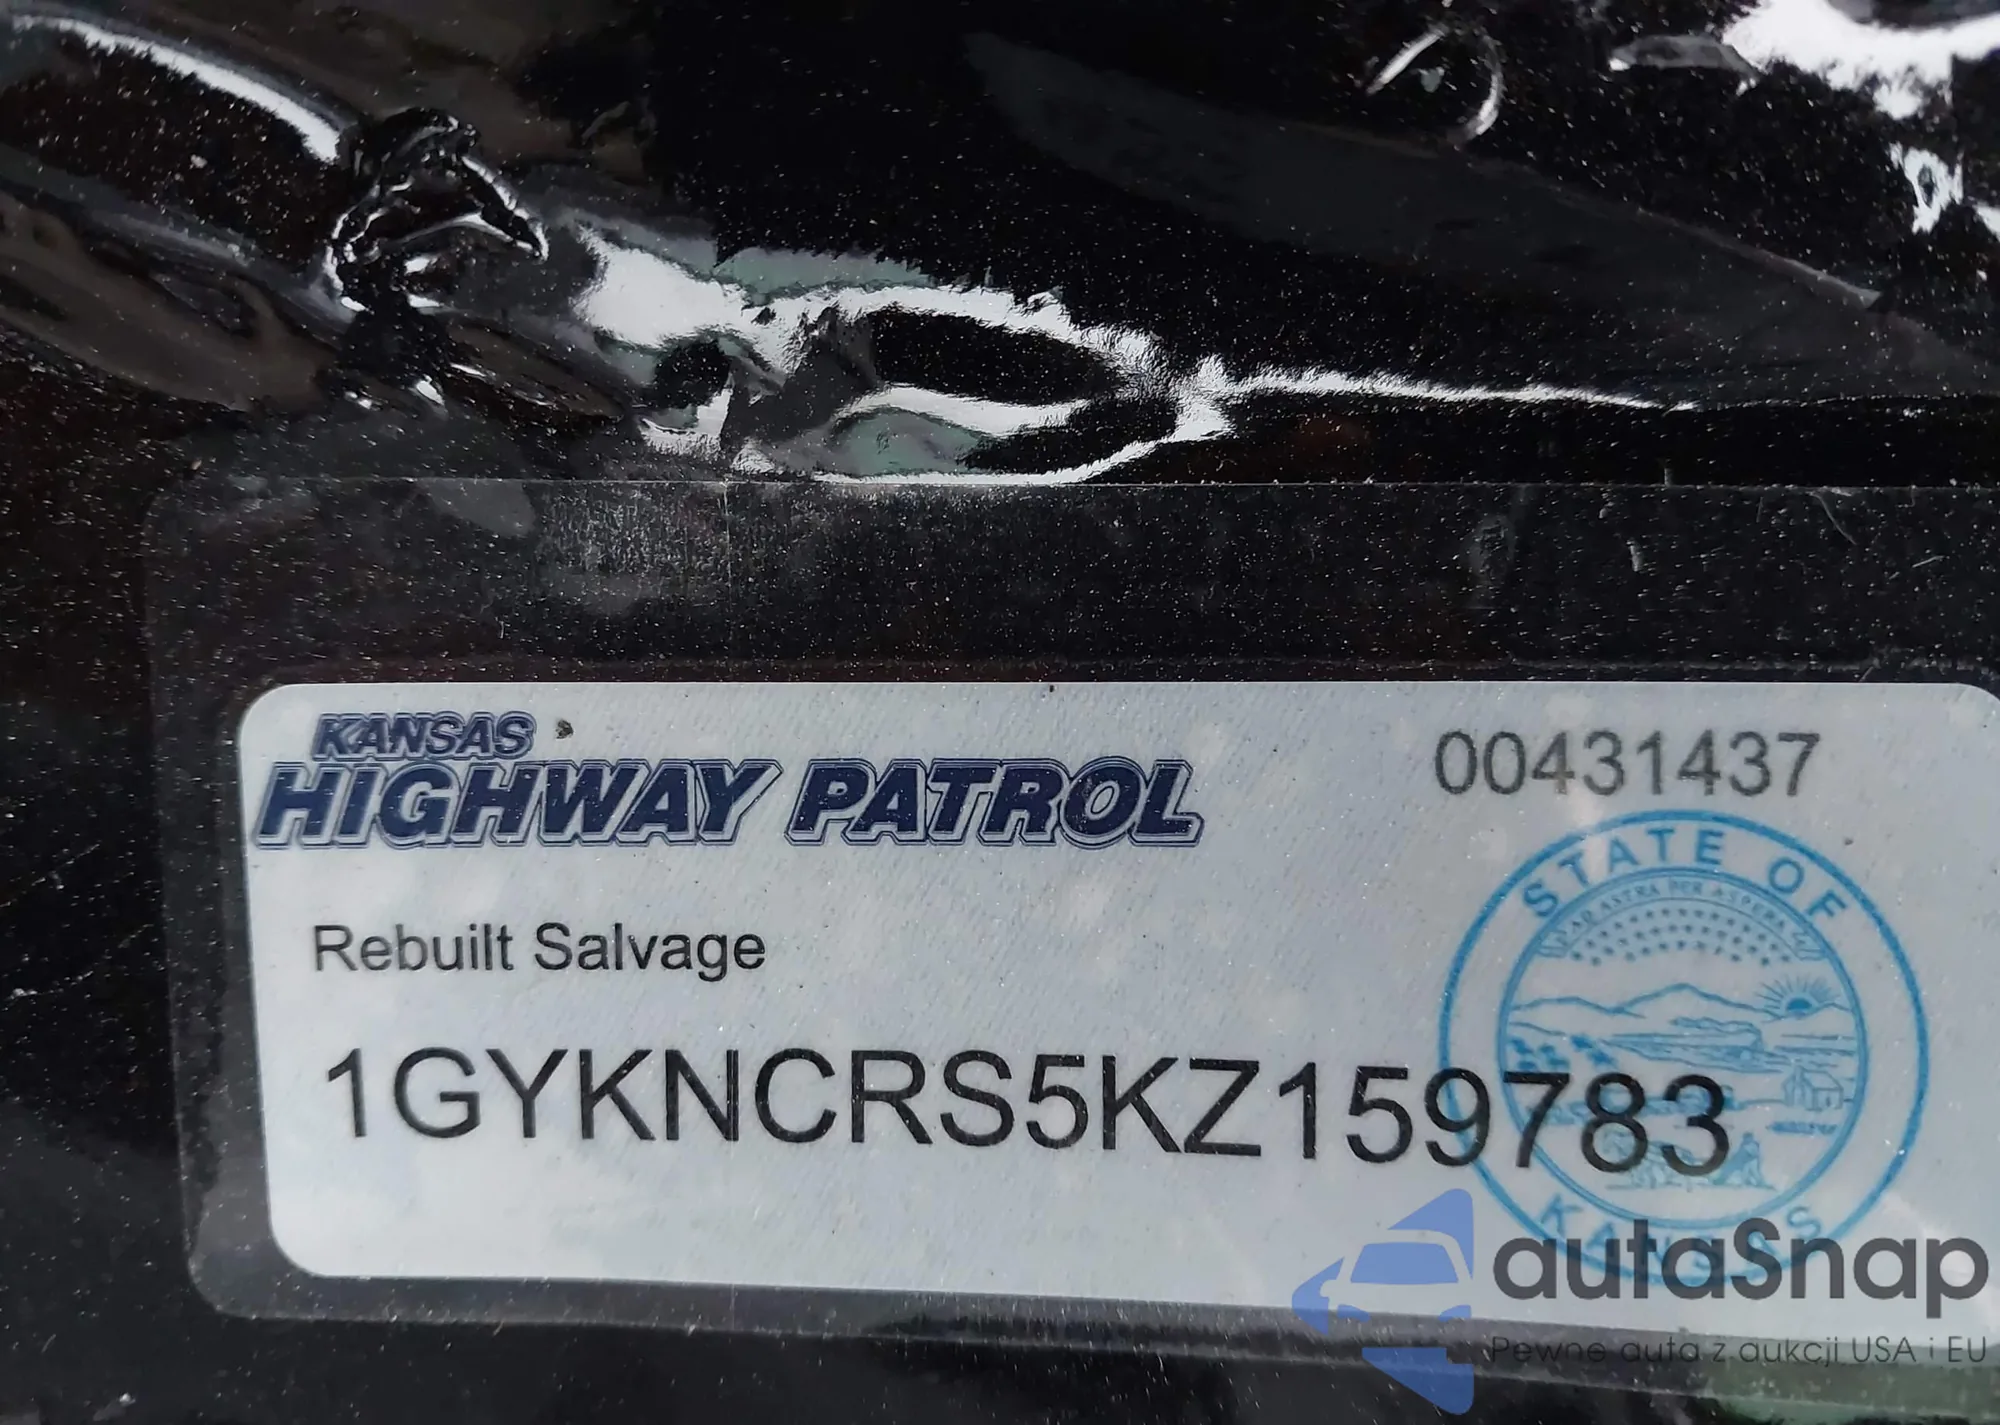 KANSAS
HIGHWAY PATROL
00431437
STATE OF
AD ASTRA PER ASPERA
Rebuilt Salvage
1GYKNCRS5KZ159783
KANSAS
autaSnap
Pewne auta z aukcji USA i EU